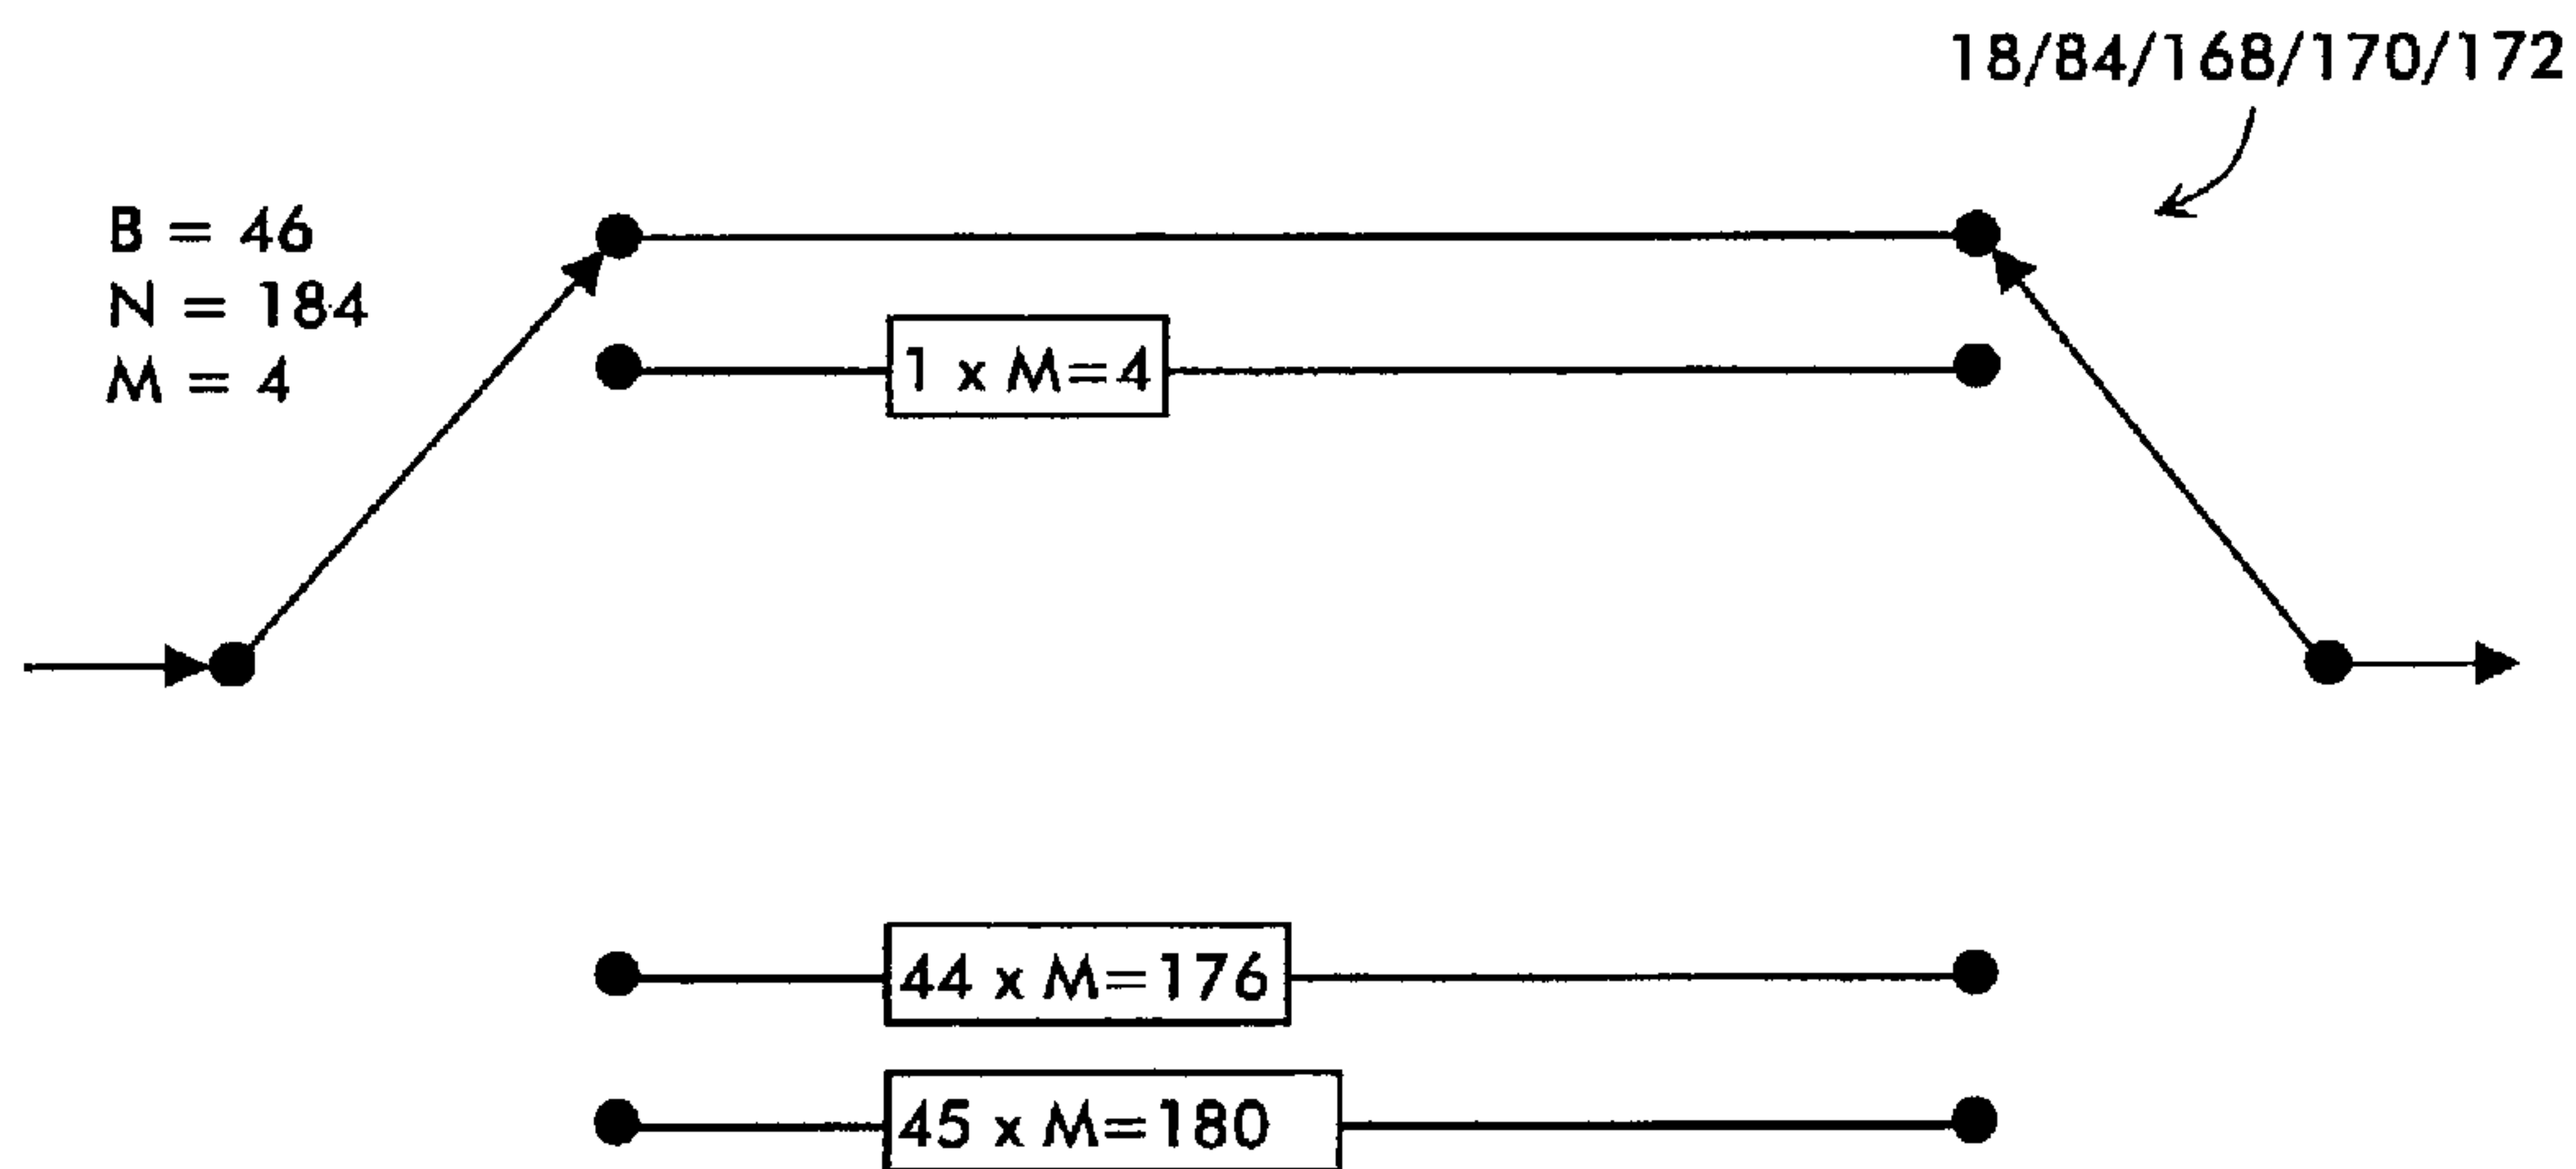 18/84/168/170/172
B = 46
N = 184
M = 4
1 x M=4
44 x M=176
45 x M=180